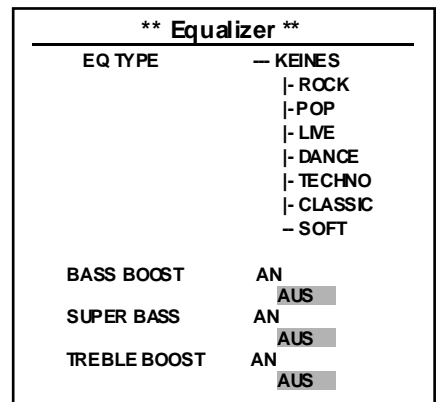 ** Equalizer **
EQ TYPE --- KEINES
|- ROCK
|- POP
|- LIVE
|- DANCE
|- TECHNO
|- CLASSIC
-- SOFT
BASS BOOST AN
AUS
SUPER BASS AN
AUS
TREBLE BOOST AN
AUS